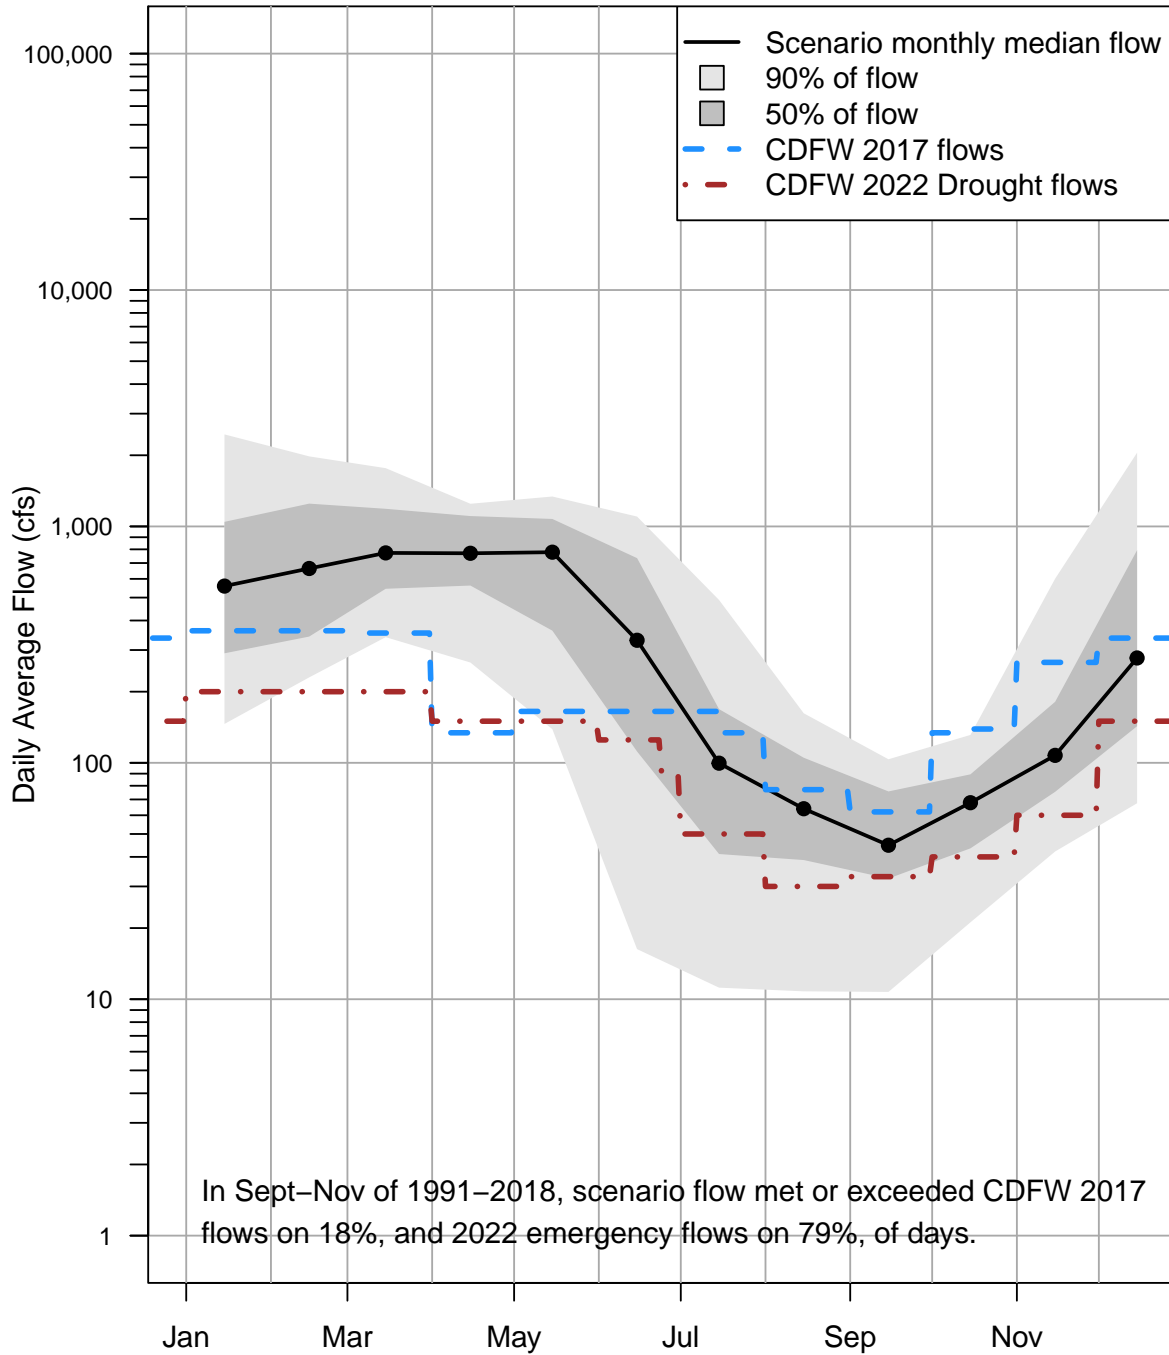 Scenario monthly median flow
90% of flow
50% of flow
CDFW 2017 flows
CDFW 2022 Drought flows
Daily Average Flow (cfs)
100,000
10,000
1,000
100
10
1
In Sept−Nov of 1991−2018, scenario flow met or exceeded CDFW 2017
flows on 18%, and 2022 emergency flows on 79%, of days.
Jan
Mar
May
Jul
Sep
Nov